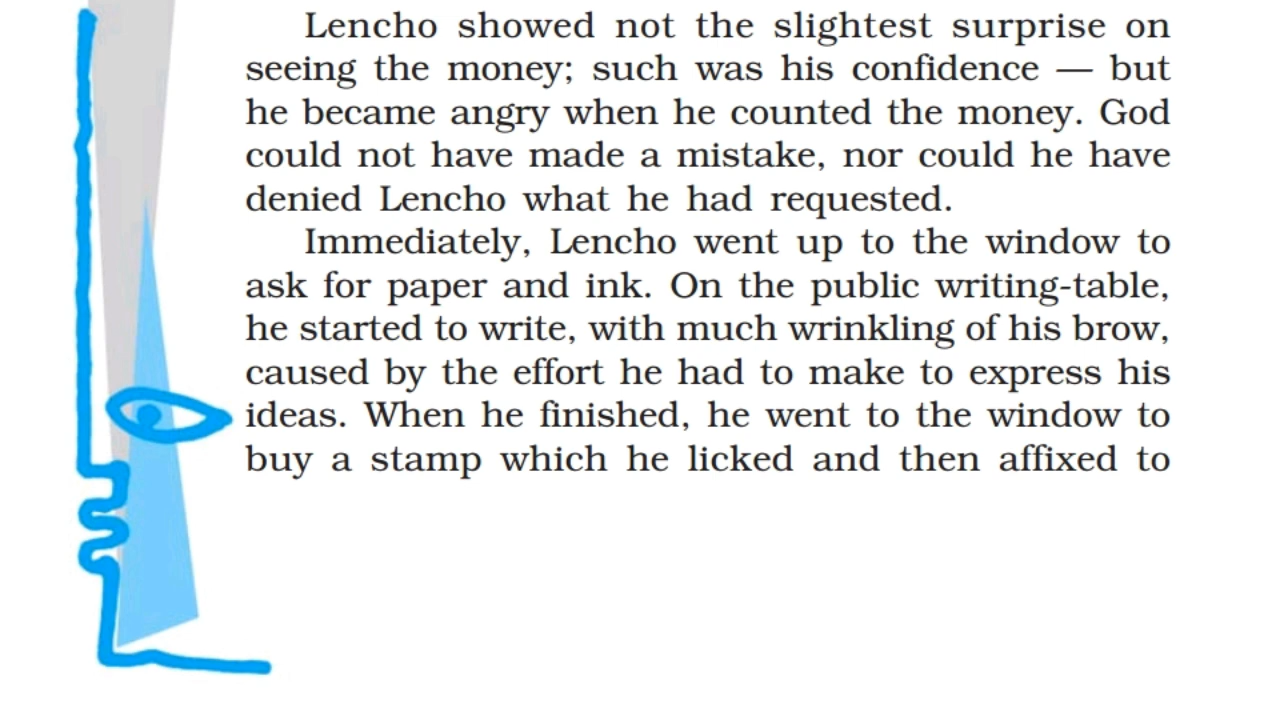 Lencho showed not the slightest surprise on
seeing the money; such was his confidence — but
he became angry when he counted the money. God
could not have made a mistake, nor could he have
denied Lencho what he had requested.
Immediately, Lencho went up to the window to
ask for paper and ink. On the public writing-table,
he started to write, with much wrinkling of his brow,
caused by the effort he had to make to express his
ideas. When he finished, he went to the window to
buy a stamp which he licked and then affixed to